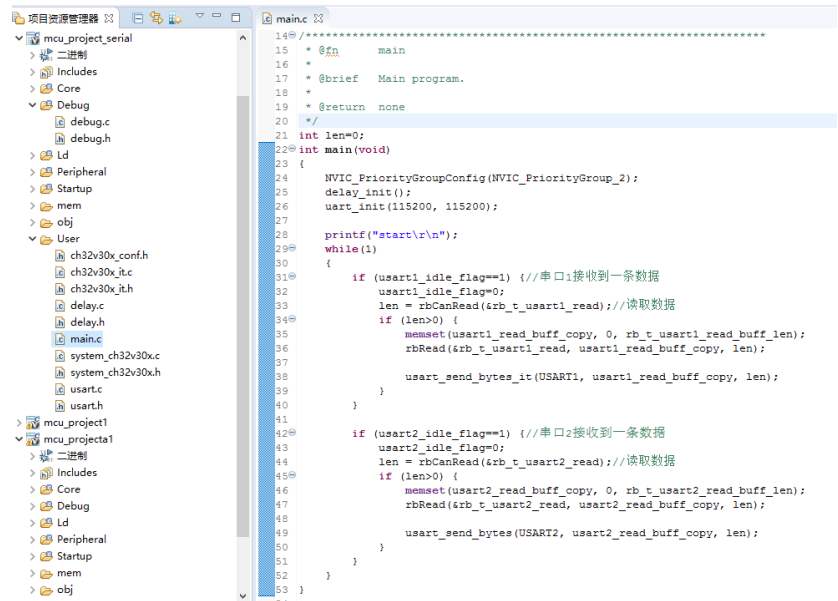 项目资源管理器
mcu_project_serial
二进制
Includes
Core
Debug
debug.c
debug.h
Ld
Peripheral
Startup
mem
obj
User
ch32v30x_conf.h
ch32v30x_it.c
ch32v30x_it.h
delay.c
delay.h
main.c
system_ch32v30x.c
system_ch32v30x.h
usart.c
usart.h
mcu_project1
mcu_projecta1
二进制
Includes
Core
Debug
Ld
Peripheral
Startup
mem
obj
main.c
14 /*********************************************************************
15  * @fn      main
16  *
17  * @brief   Main program.
18  *
19  * @return  none
20  */
21 int len=0;
22 int main(void)
23 {
24     NVIC_PriorityGroupConfig(NVIC_PriorityGroup_2);
25     delay_init();
26     uart_init(115200, 115200);
27
28     printf("start\r\n");
29     while(1)
30     {
31         if (usart1_idle_flag==1) {//串口1接收到一条数据
32             usart1_idle_flag=0;
33             len = rbCanRead(&rb_t_usart1_read);//读取数据
34             if (len>0) {
35                 memset(usart1_read_buff_copy, 0, rb_t_usart1_read_buff_len);
36                 rbRead(&rb_t_usart1_read, usart1_read_buff_copy, len);
37
38                 usart_send_bytes_it(USART1, usart1_read_buff_copy, len);
39             }
40         }
41
42         if (usart2_idle_flag==1) {//串口2接收到一条数据
43             usart2_idle_flag=0;
44             len = rbCanRead(&rb_t_usart2_read);//读取数据
45             if (len>0) {
46                 memset(usart2_read_buff_copy, 0, rb_t_usart2_read_buff_len);
47                 rbRead(&rb_t_usart2_read, usart2_read_buff_copy, len);
48
49                 usart_send_bytes(USART2, usart2_read_buff_copy, len);
50             }
51         }
52     }
53 }